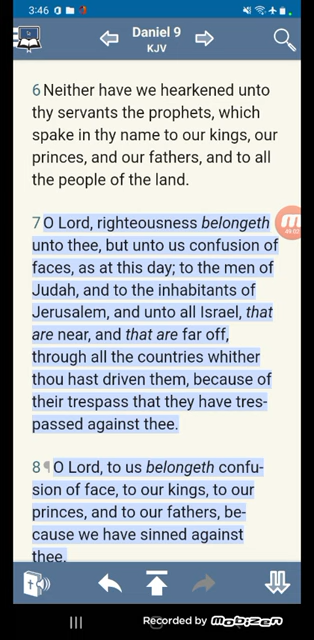 3:46
Daniel 9
KJV
6 Neither have we hearkened unto
thy servants the prophets, which
spake in thy name to our kings, our
princes, and our fathers, and to all
the people of the land.
7 O Lord, righteousness belongeth
unto thee, but unto us confusion of
faces, as at this day; to the men of
Judah, and to the inhabitants of
Jerusalem, and unto all Israel, that
are near, and that are far off,
through all the countries whither
thou hast driven them, because of
their trespass that they have tres-
passed against thee.
8 ¶ O Lord, to us belongeth confu-
sion of face, to our kings, to our
princes, and to our fathers, be-
cause we have sinned against
thee.
Recorded by mobizen